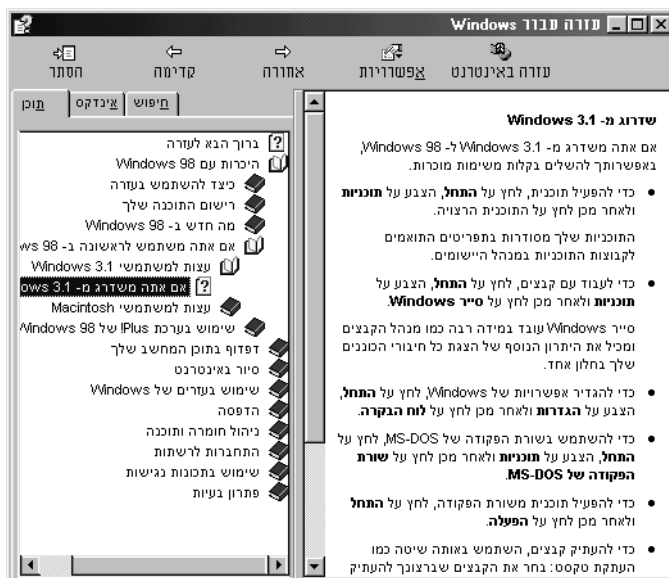 עזרה עבור Windows
הסתר
קדימה
אחורה
אפשרויות
עזרה באינטרנט
תוכן
אינדקס
חיפוש
ברוך הבא לעזרה
היכרות עם Windows 98
כיצד להשתמש בעזרה
רישום התוכנה שלך
מה חדש ב- Windows 98
אם אתה משתמש לראשונה ב- 98 ws
עצות למשתמשי Windows 3.1
אם אתה משדרג מ- 3.1 ows
עצות למשתמשי Macintosh
שימוש בערכת Plus!‎ של Windows 98
דפדוף בתוכן המחשב שלך
סיור באינטרנט
שימוש בעזרים של Windows
הדפסה
ניהול חומרה ותוכנה
התחברות לרשתות
שימוש בתכונות נגישות
פתרון בעיות
שדרוג מ- Windows 3.1
אם אתה משדרג מ- Windows 3.1 ל- Windows 98,
באפשרותך להשלים בקלות משימות מוכרות.
• כדי להפעיל תוכנית, לחץ על התחל, הצבע על תוכניות
ולאחר מכן לחץ על התוכנית הרצויה.
התוכניות שלך מסודרות בתפריטים התואמים
לקבוצות התוכניות במנהל היישומים.
• כדי לעבוד עם קבצים, לחץ על התחל, הצבע על
תוכניות ולאחר מכן לחץ על סייר Windows.
סייר Windows עובד במידה רבה כמו מנהל הקבצים
ומכיל את היתרון הנוסף של הצגת כל חיבורי הכוננים
שלך בחלון אחד.
• כדי להגדיר אפשרויות של Windows, לחץ על התחל,
הצבע על הגדרות ולאחר מכן לחץ על לוח הבקרה.
• כדי להשתמש בשורת הפקודה של MS-DOS, לחץ על
התחל, הצבע על תוכניות ולאחר מכן לחץ על שורת
הפקודה של MS-DOS.
• כדי להפעיל תוכנית משורת הפקודה, לחץ על התחל
ולאחר מכן לחץ על הפעלה.
• כדי להעתיק קבצים, השתמש באותה שיטה כמו
העתקת טקסט: בחר את הקבצים שברצונך להעתיק